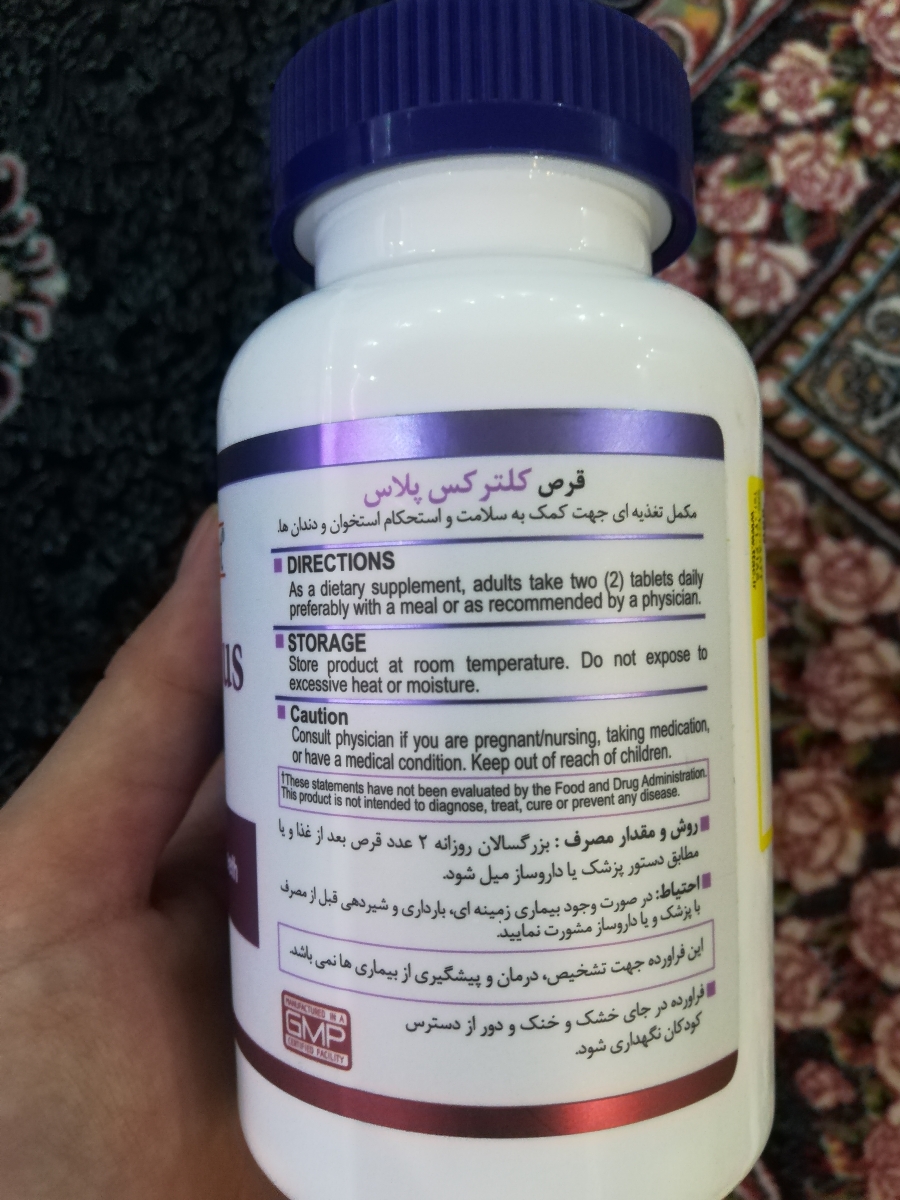 قرص کلترکس پلاس
مکمل تغذیه ای جهت کمک به سلامت و استحکام استخوان و دندان ها.
DIRECTIONS
As a dietary supplement, adults take two (2) tablets daily
preferably with a meal or as recommended by a physician.
STORAGE
Store product at room temperature. Do not expose to
excessive heat or moisture.
Caution
Consult physician if you are pregnant/nursing, taking medication,
or have a medical condition. Keep out of reach of children.
†These statements have not been evaluated by the Food and Drug Administration.
This product is not intended to diagnose, treat, cure or prevent any disease.
روش و مقدار مصرف : بزرگسالان روزانه ۲ عدد قرص بعد از غذا و یا
مطابق دستور پزشک یا داروساز میل شود.
احتیاط: در صورت وجود بیماری زمینه ای، بارداری و شیردهی قبل از مصرف
با پزشک و یا داروساز مشورت نمایید.
این فراورده جهت تشخیص، درمان و پیشگیری از بیماری ها نمی باشد.
فراورده در جای خشک و خنک و دور از دسترس
کودکان نگهداری شود.
MANUFACTURED IN A
GMP
CERTIFIED FACILITY
us